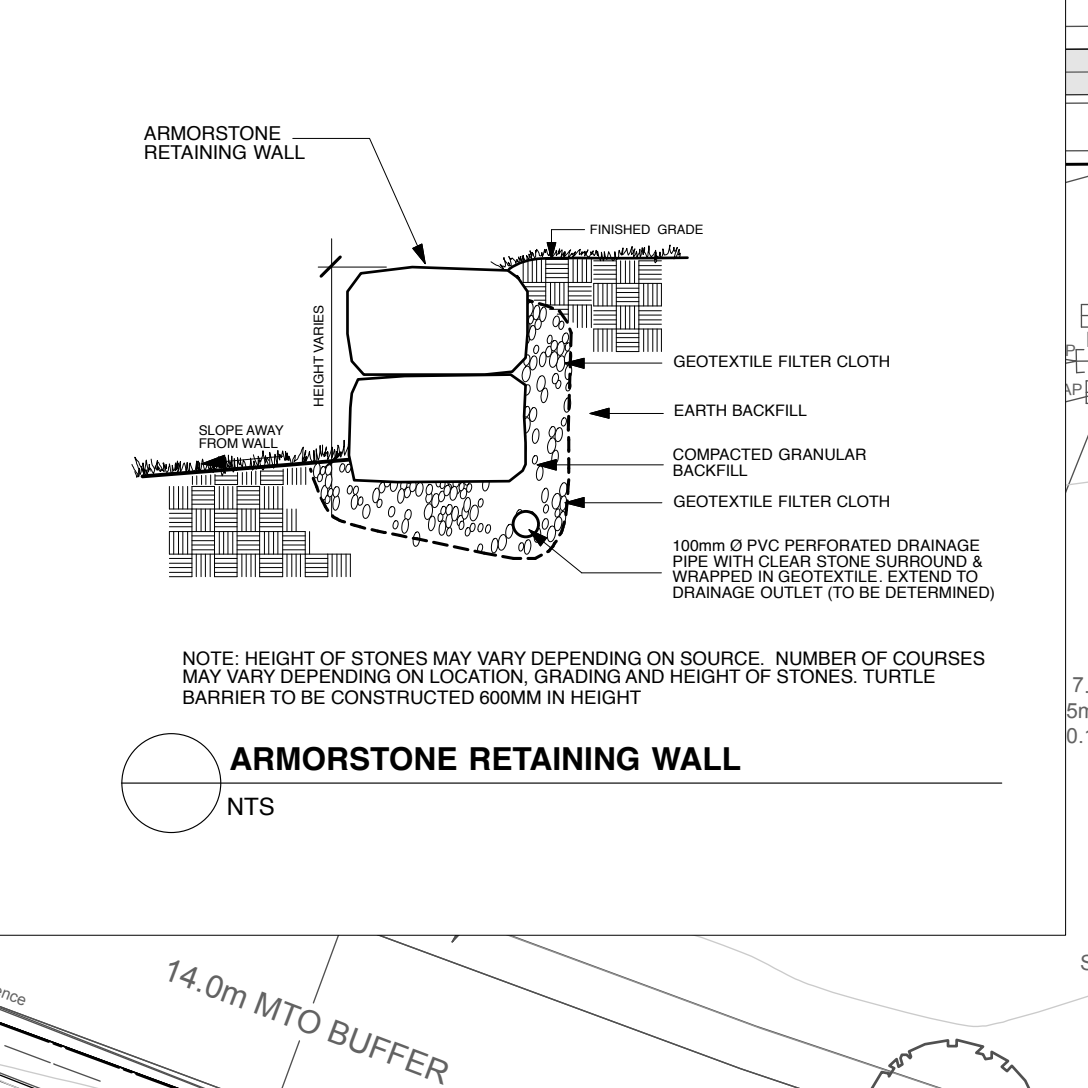 ARMORSTONE
RETAINING WALL
FINISHED GRADE
HEIGHT VARIES
GEOTEXTILE FILTER CLOTH
EARTH BACKFILL
SLOPE AWAY
FROM WALL
COMPACTED GRANULAR
BACKFILL
GEOTEXTILE FILTER CLOTH
100mm Ø PVC PERFORATED DRAINAGE
PIPE WITH CLEAR STONE SURROUND &
WRAPPED IN GEOTEXTILE. EXTEND TO
DRAINAGE OUTLET (TO BE DETERMINED)
NOTE: HEIGHT OF STONES MAY VARY DEPENDING ON SOURCE. NUMBER OF COURSES
MAY VARY DEPENDING ON LOCATION, GRADING AND HEIGHT OF STONES. TURTLE
BARRIER TO BE CONSTRUCTED 600MM IN HEIGHT
ARMORSTONE RETAINING WALL
NTS
14.0m MTO BUFFER